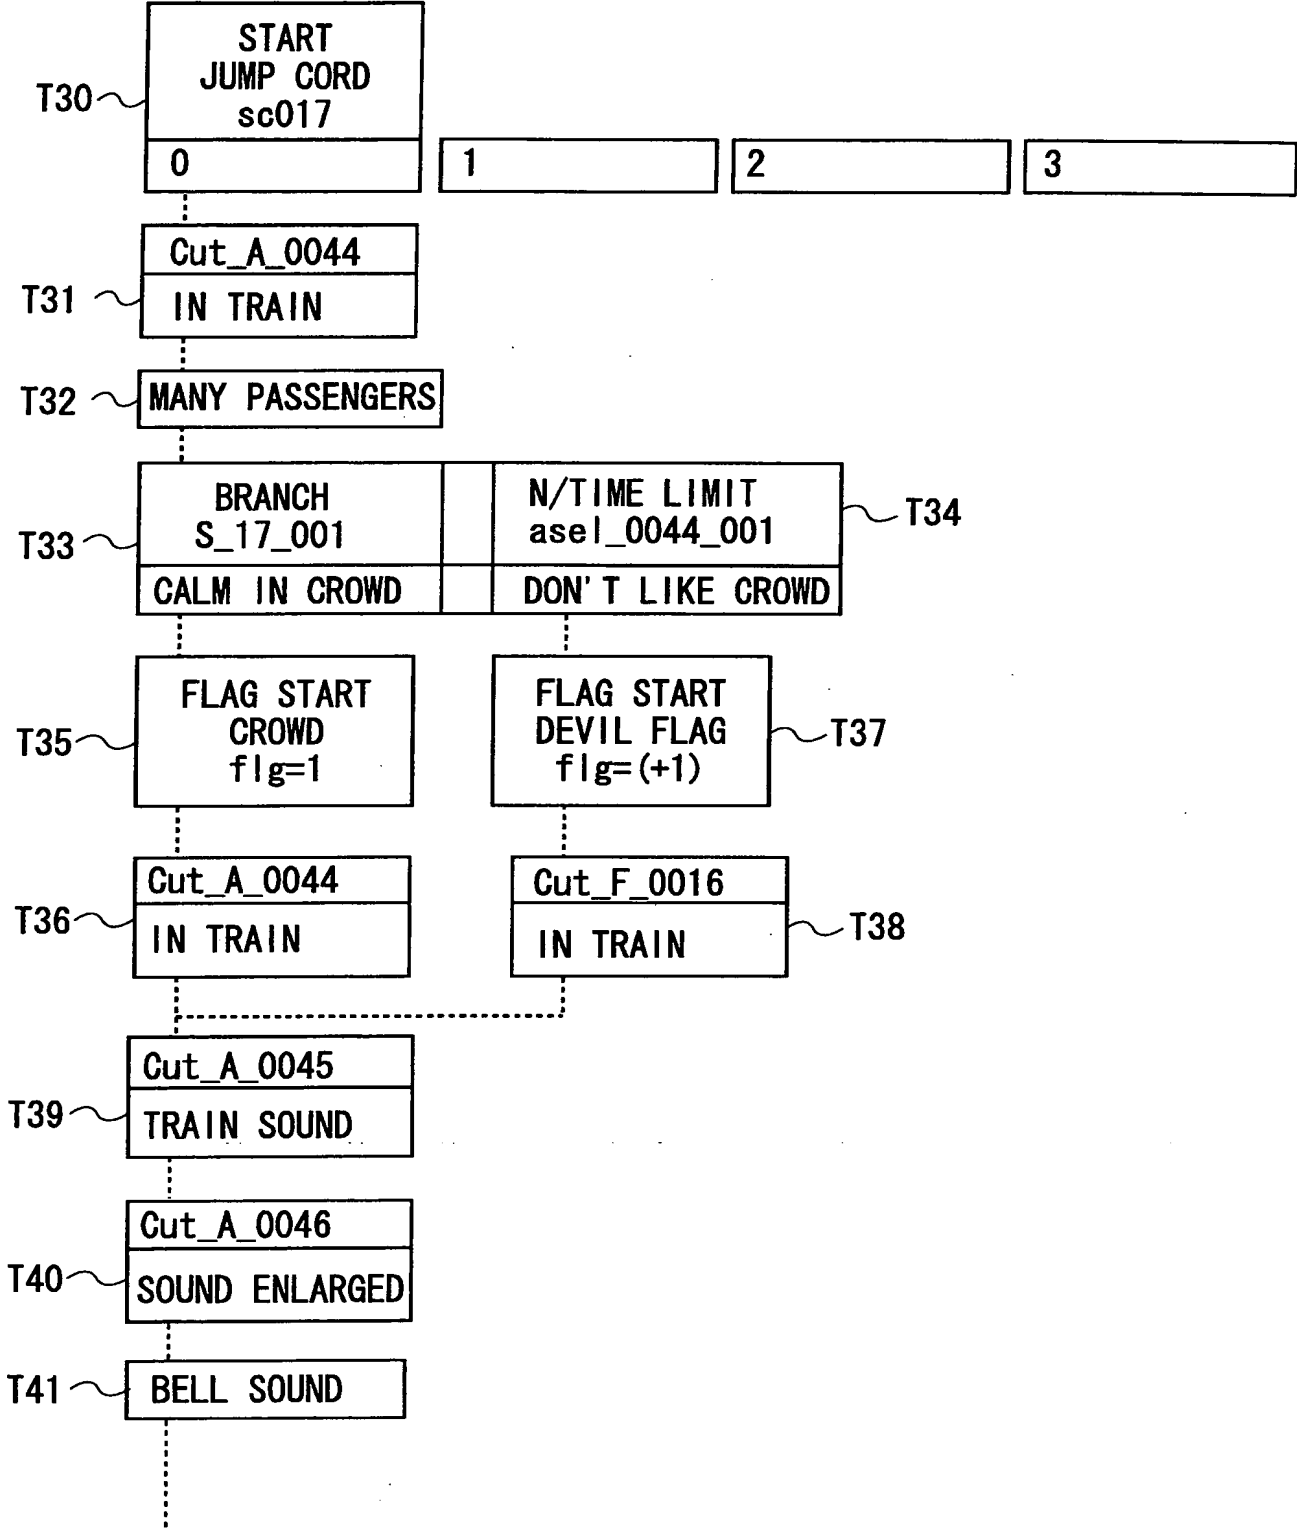 START
JUMP CORD
sc017
T30
0
1
2
3
Cut_A_0044
T31
IN TRAIN
T32
MANY PASSENGERS
BRANCH
S_17_001
N/TIME LIMIT
asel_0044_001
T33
T34
CALM IN CROWD
DON'T LIKE CROWD
FLAG START
CROWD
flg=1
T35
FLAG START
DEVIL FLAG
flg=(+1)
T37
Cut_A_0044
T36
IN TRAIN
Cut_F_0016
IN TRAIN
T38
Cut_A_0045
T39
TRAIN SOUND
Cut_A_0046
T40
SOUND ENLARGED
T41
BELL SOUND